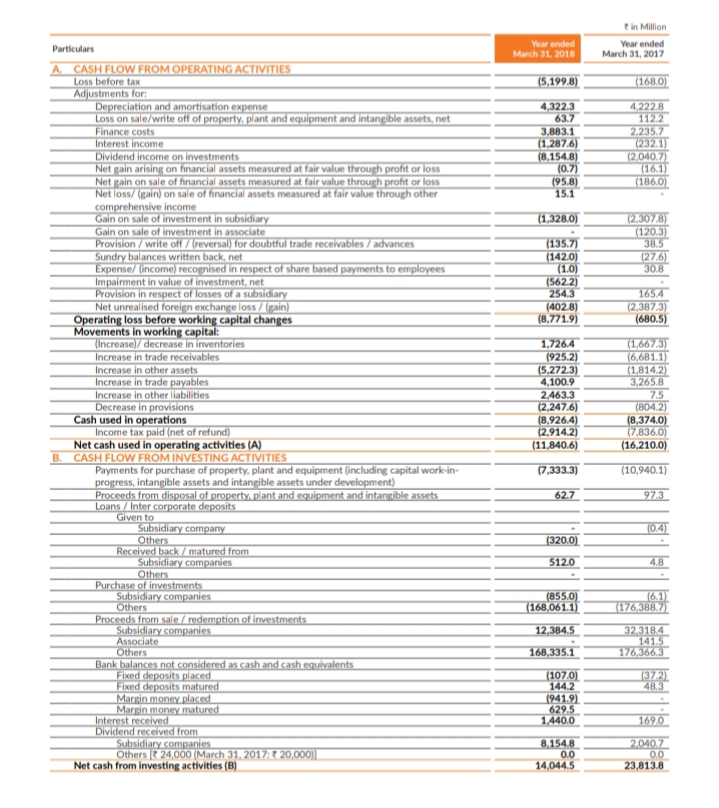 ₹ in Million
Particulars Year ended March 31, 2018 Year ended March 31, 2017
A. CASH FLOW FROM OPERATING ACTIVITIES
Loss before tax (5,199.8) (168.0)
Adjustments for:
Depreciation and amortisation expense 4,322.3 4,222.8
Loss on sale/write off of property, plant and equipment and intangible assets, net 63.7 112.2
Finance costs 3,883.1 2,235.7
Interest income (1,287.6) (232.1)
Dividend income on investments (8,154.8) (2,040.7)
Net gain arising on financial assets measured at fair value through profit or loss (0.7) (16.1)
Net gain on sale of financial assets measured at fair value through profit or loss (95.8) (186.0)
Net loss/ (gain) on sale of financial assets measured at fair value through other 15.1 -
comprehensive income
Gain on sale of investment in subsidiary (1,328.0) (2,307.8)
Gain on sale of investment in associate - (120.3)
Provision / write off / (reversal) for doubtful trade receivables / advances (135.7) 38.5
Sundry balances written back, net (142.0) (27.6)
Expense/ (income) recognised in respect of share based payments to employees (1.0) 30.8
Impairment in value of investment, net (562.2) -
Provision in respect of losses of a subsidiary 254.3 165.4
Net unrealised foreign exchange loss / (gain) (402.8) (2,387.3)
Operating loss before working capital changes (8,771.9) (680.5)
Movements in working capital:
(Increase)/ decrease in inventories 1,726.4 (1,667.3)
Increase in trade receivables (925.2) (6,681.1)
Increase in other assets (5,272.3) (1,814.2)
Increase in trade payables 4,100.9 3,265.8
Increase in other liabilities 2,463.3 7.5
Decrease in provisions (2,247.6) (804.2)
Cash used in operations (8,926.4) (8,374.0)
Income tax paid (net of refund) (2,914.2) (7,836.0)
Net cash used in operating activities (A) (11,840.6) (16,210.0)
B. CASH FLOW FROM INVESTING ACTIVITIES
Payments for purchase of property, plant and equipment (including capital work-in- (7,333.3) (10,940.1)
progress, intangible assets and intangible assets under development)
Proceeds from disposal of property, plant and equipment and intangible assets 62.7 97.3
Loans / Inter corporate deposits
Given to
Subsidiary company - (0.4)
Others (320.0) -
Received back / matured from
Subsidiary companies 512.0 4.8
Others - -
Purchase of investments
Subsidiary companies (855.0) (6.1)
Others (168,061.1) (176,388.7)
Proceeds from sale / redemption of investments
Subsidiary companies 12,384.5 32,318.4
Associate - 141.5
Others 168,335.1 176,366.3
Bank balances not considered as cash and cash equivalents
Fixed deposits placed (107.0) (37.2)
Fixed deposits matured 144.2 48.3
Margin money placed (941.9) -
Margin money matured 629.5 -
Interest received 1,440.0 169.0
Dividend received from
Subsidiary companies 8,154.8 2,040.7
Others [₹ 24,000 (March 31, 2017: ₹ 20,000)] 0.0 0.0
Net cash from investing activities (B) 14,044.5 23,813.8